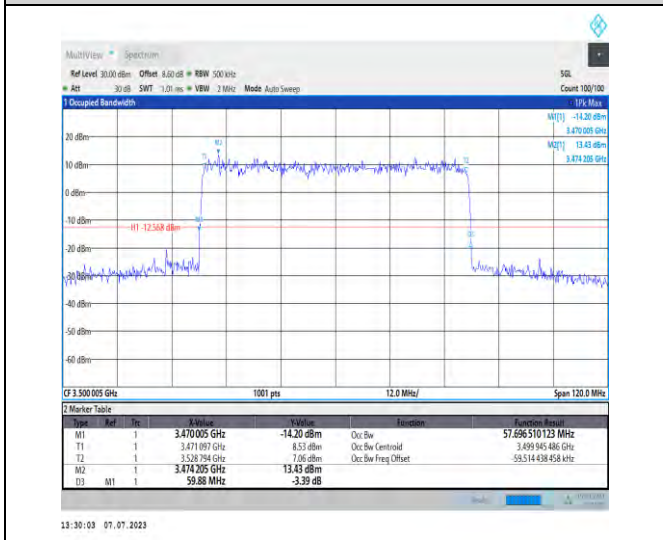 MultiView Spectrum
Ref Level 30.00 dBm Offset 8.60 dB RBW 500 kHz SGL
Att 30 dB SWT 1.01 ms VBW 2 MHz Mode Auto Sweep Count 100/100
1 Occupied Bandwidth 1Pk Max
M1[1] -14.20 dBm
3.470 005 GHz
M2[1] 13.43 dBm
3.474 205 GHz
20 dBm
M2
T1 T2
10 dBm
0 dBm
-10 dBm
M1
H1 -12.568 dBm
D3
-20 dBm
-30 dBm
-40 dBm
-50 dBm
-60 dBm
CF 3.500 005 GHz 1001 pts 12.0 MHz/ Span 120.0 MHz
2 Marker Table
Type Ref Trc X-Value Y-Value Function Function Result
M1 1 3.470 005 GHz -14.20 dBm Occ Bw 57.696 510 123 MHz
T1 1 3.471 097 GHz 8.53 dBm Occ Bw Centroid 3.499 945 486 GHz
T2 1 3.528 794 GHz 7.06 dBm Occ Bw Freq Offset -59.514 438 458 kHz
M2 1 3.474 205 GHz 13.43 dBm
D3 M1 1 59.88 MHz -3.39 dB
13:30:03 07.07.2023